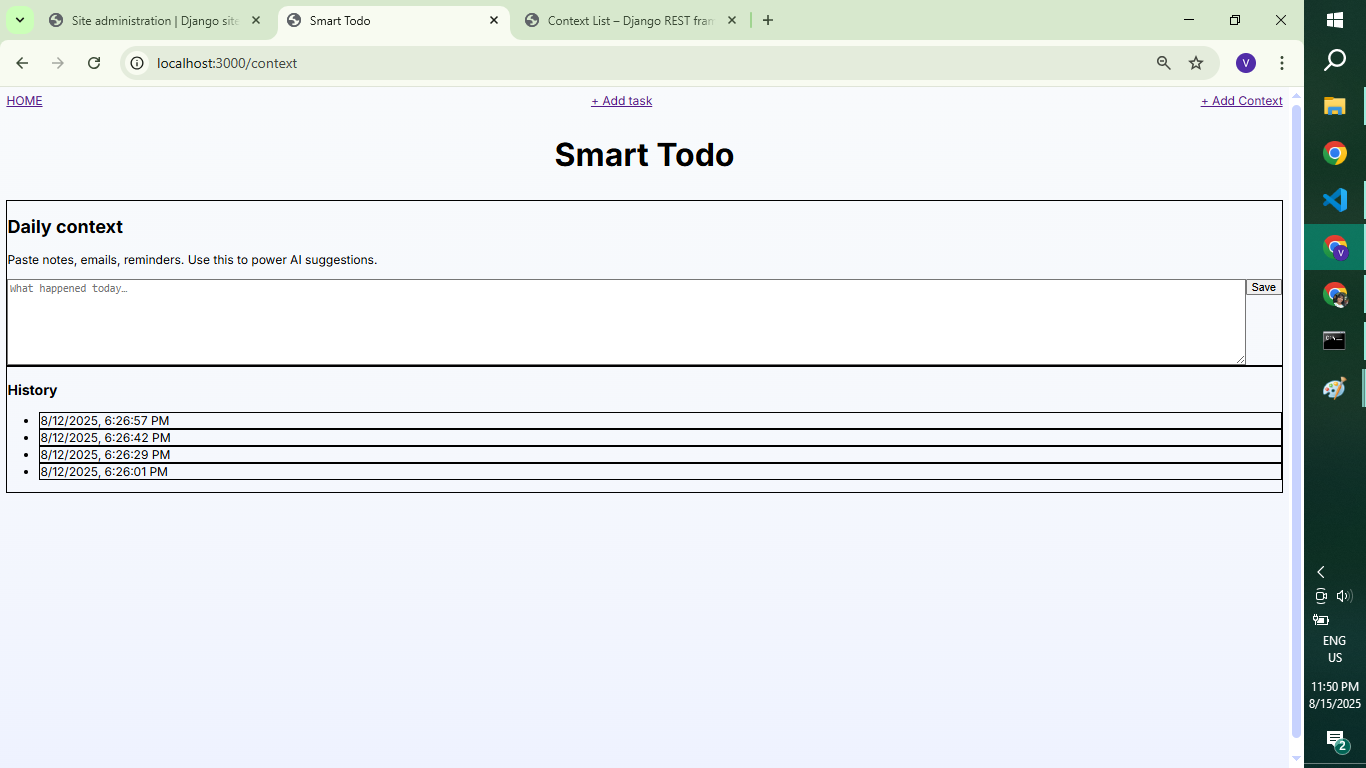 Site administration | Django site
Smart Todo
Context List – Django REST fram
localhost:3000/context
V
HOME
+ Add task
+ Add Context
Smart Todo
Daily context
Paste notes, emails, reminders. Use this to power AI suggestions.
What happened today…
Save
History
8/12/2025, 6:26:57 PM
8/12/2025, 6:26:42 PM
8/12/2025, 6:26:29 PM
8/12/2025, 6:26:01 PM
V
ENG
US
11:50 PM
8/15/2025
2